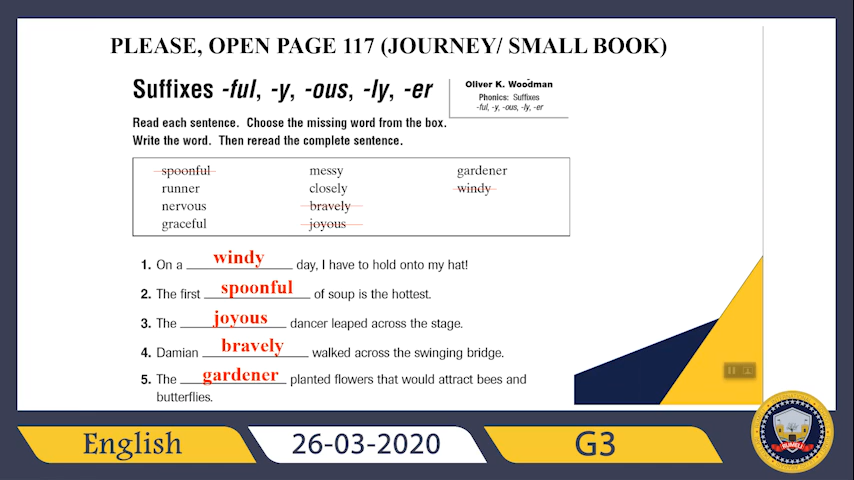 PLEASE, OPEN PAGE 117 (JOURNEY/ SMALL BOOK)
Suffixes -ful, -y, -ous, -ly, -er
Oliver K. Woodman
Phonics: Suffixes
-ful, -y, -ous, -ly, -er
Read each sentence. Choose the missing word from the box.
Write the word. Then reread the complete sentence.
spoonful messy gardener
runner closely windy
nervous bravely
graceful joyous
1. On a windy day, I have to hold onto my hat!
2. The first spoonful of soup is the hottest.
3. The joyous dancer leaped across the stage.
4. Damian bravely walked across the swinging bridge.
5. The gardener planted flowers that would attract bees and
butterflies.
English 26-03-2020 G3